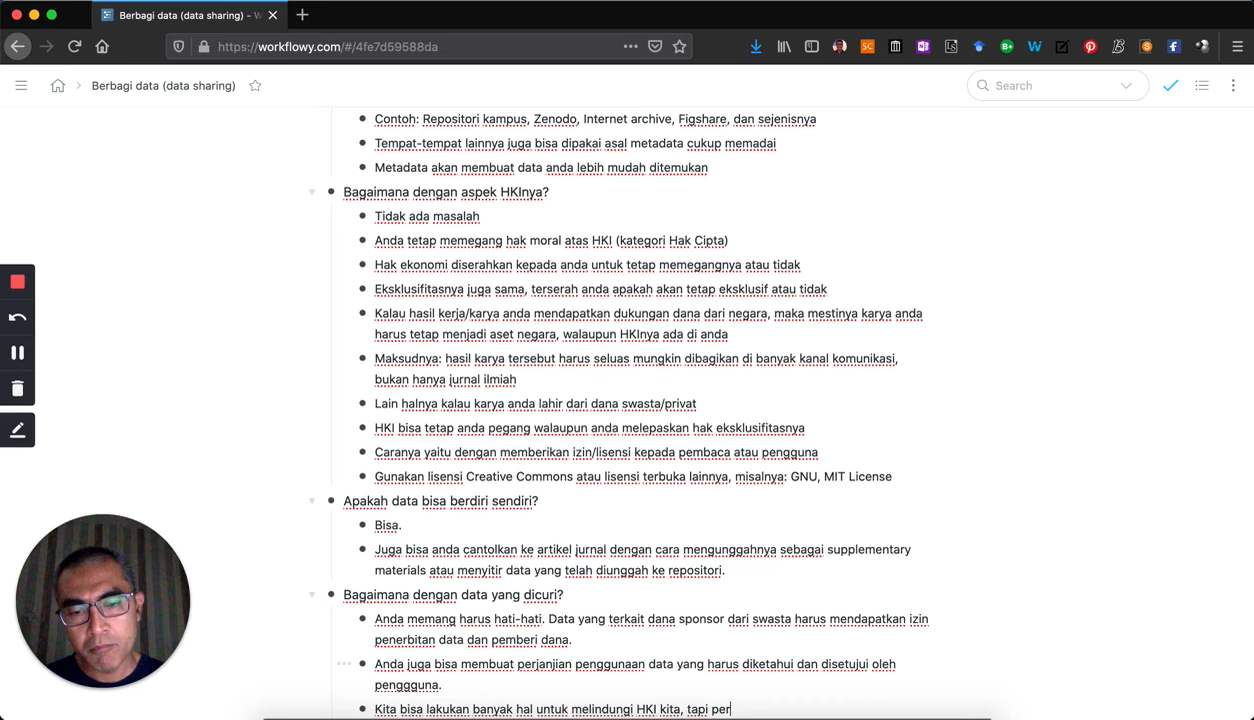 Berbagi data (data sharing) - W
https://workflowy.com/#/4fe7d59588da
SC
LS
B+
W
Berbagi data (data sharing)
Search
Contoh: Repositori kampus, Zenodo, Internet archive, Figshare, dan sejenisnya
Tempat-tempat lainnya juga bisa dipakai asal metadata cukup memadai
Metadata akan membuat data anda lebih mudah ditemukan
Bagaimana dengan aspek HKInya?
Tidak ada masalah
Anda tetap memegang hak moral atas HKI (kategori Hak Cipta)
Hak ekonomi diserahkan kepada anda untuk tetap memegangnya atau tidak
Eksklusifitasnya juga sama, terserah anda apakah akan tetap eksklusif atau tidak
Kalau hasil kerja/karya anda mendapatkan dukungan dana dari negara, maka mestinya karya anda
harus tetap menjadi aset negara, walaupun HKInya ada di anda
Maksudnya: hasil karya tersebut harus seluas mungkin dibagikan di banyak kanal komunikasi,
bukan hanya jurnal ilmiah
Lain halnya kalau karya anda lahir dari dana swasta/privat
HKI bisa tetap anda pegang walaupun anda melepaskan hak eksklusifitasnya
Caranya yaitu dengan memberikan izin/lisensi kepada pembaca atau pengguna
Gunakan lisensi Creative Commons atau lisensi terbuka lainnya, misalnya: GNU, MIT License
Apakah data bisa berdiri sendiri?
Bisa.
Juga bisa anda cantolkan ke artikel jurnal dengan cara mengunggahnya sebagai supplementary
materials atau menyitir data yang telah diunggah ke repositori.
Bagaimana dengan data yang dicuri?
Anda memang harus hati-hati. Data yang terkait dana sponsor dari swasta harus mendapatkan izin
penerbitan data dan pemberi dana.
Anda juga bisa membuat perjanjian penggunaan data yang harus diketahui dan disetujui oleh
penggguna.
Kita bisa lakukan banyak hal untuk melindungi HKI kita, tapi per